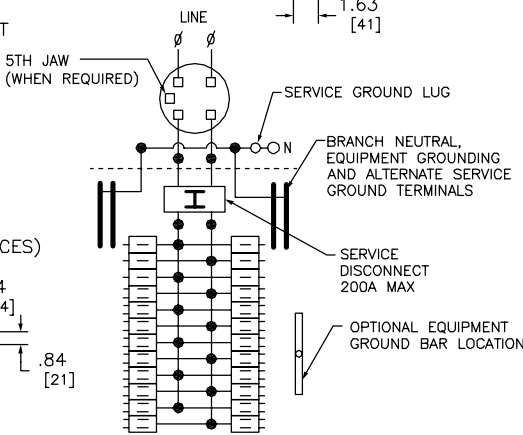 T
1.63
[41]
LINE
ø ø
5TH JAW
(WHEN REQUIRED)
SERVICE GROUND LUG
N
BRANCH NEUTRAL,
EQUIPMENT GROUNDING
AND ALTERNATE SERVICE
GROUND TERMINALS
SERVICE
DISCONNECT
200A MAX
CES)
4
4]
OPTIONAL EQUIPMENT
GROUND BAR LOCATION
.84
[21]